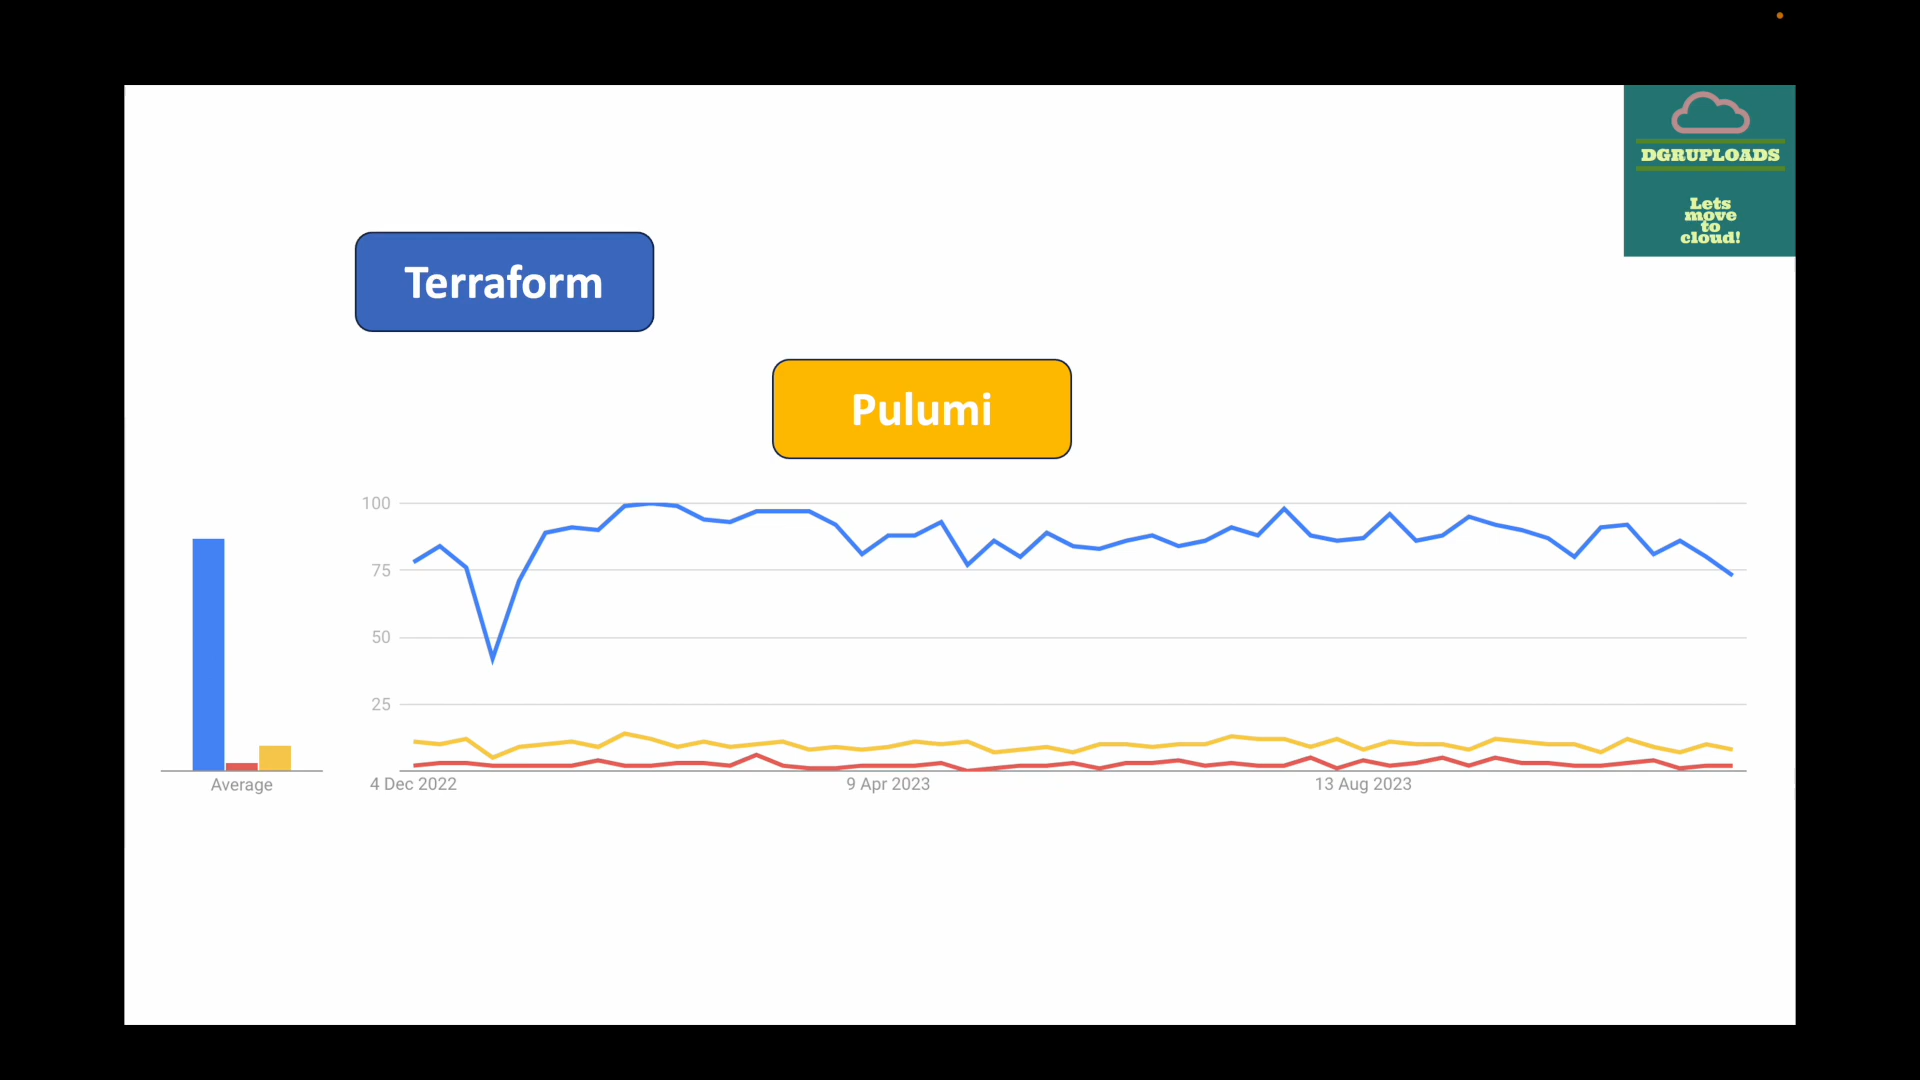 DGRUPLOADS
Lets
move
to
cloud!
Terraform
Pulumi
100
75
50
25
Average
4 Dec 2022
9 Apr 2023
13 Aug 2023